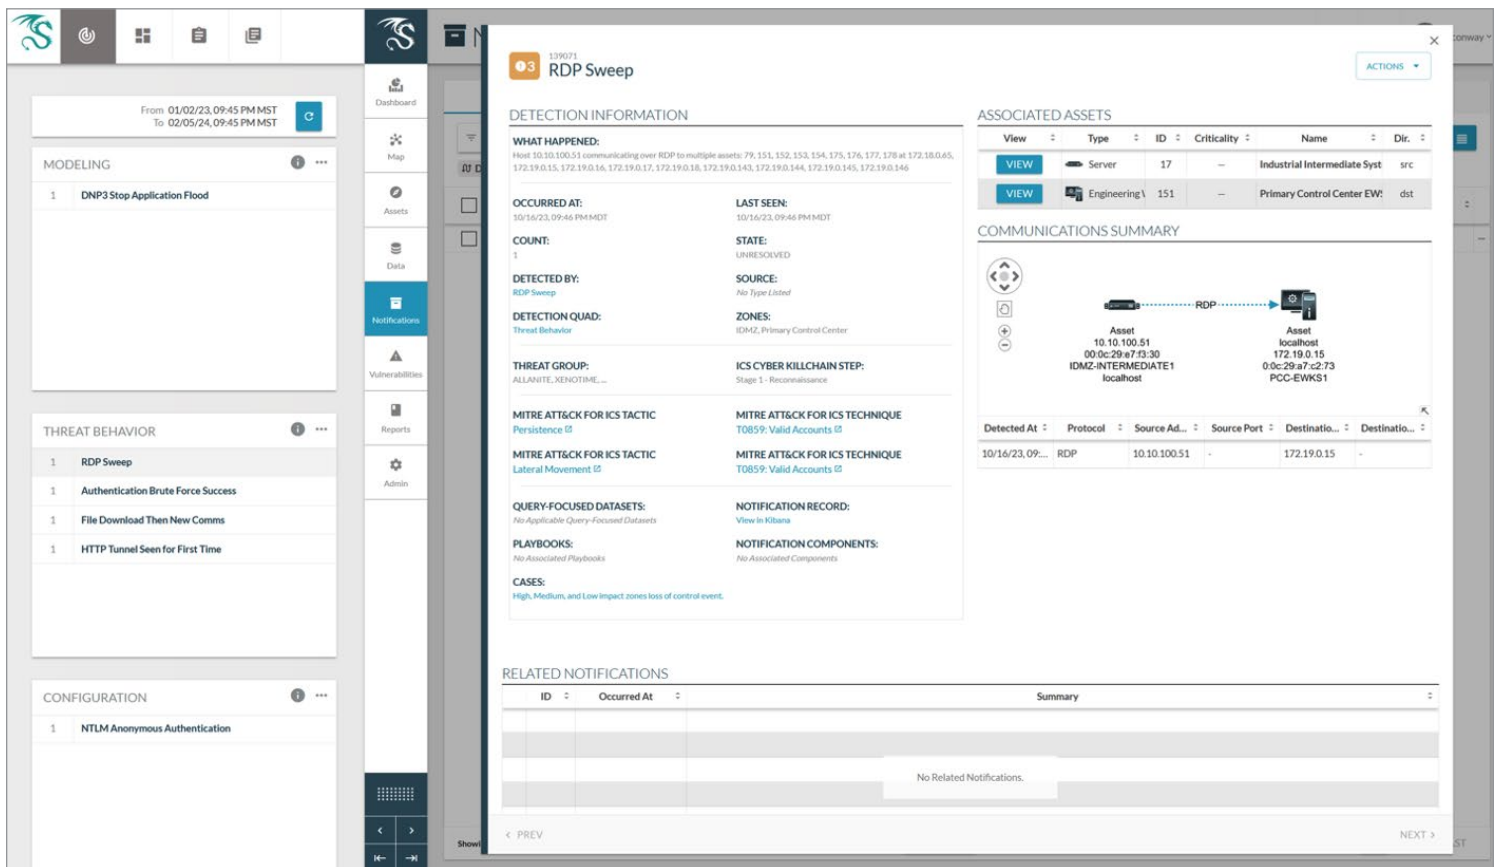 From 01/02/23, 09:45 PM MST
To 02/05/24, 09:45 PM MST
MODELING
1 DNP3 Stop Application Flood
THREAT BEHAVIOR
1 RDP Sweep
1 Authentication Brute Force Success
1 File Download Then New Comms
1 HTTP Tunnel Seen for First Time
CONFIGURATION
1 NTLM Anonymous Authentication
Dashboard
Map
Assets
Data
Notifications
Vulnerabilities
Reports
Admin
N
conway
3
139071
RDP Sweep
ACTIONS
DETECTION INFORMATION
WHAT HAPPENED:
Host 10.10.100.51 communicating over RDP to multiple assets: 79, 151, 152, 153, 154, 175, 176, 177, 178 at 172.18.0.65,
172.19.0.15, 172.19.0.16, 172.19.0.17, 172.19.0.18, 172.19.0.143, 172.19.0.144, 172.19.0.145, 172.19.0.146
OCCURRED AT: LAST SEEN:
10/16/23, 09:46 PM MDT 10/16/23, 09:46 PM MDT
COUNT: STATE:
1 UNRESOLVED
DETECTED BY: SOURCE:
RDP Sweep No Type Listed
DETECTION QUAD: ZONES:
Threat Behavior IDMZ, Primary Control Center
THREAT GROUP: ICS CYBER KILLCHAIN STEP:
ALLANITE, XENOTIME, ... Stage 1 - Reconnaissance
MITRE ATT&CK FOR ICS TACTIC MITRE ATT&CK FOR ICS TECHNIQUE
Persistence T0859: Valid Accounts
MITRE ATT&CK FOR ICS TACTIC MITRE ATT&CK FOR ICS TECHNIQUE
Lateral Movement T0859: Valid Accounts
QUERY-FOCUSED DATASETS: NOTIFICATION RECORD:
No Applicable Query-Focused Datasets View in Kibana
PLAYBOOKS: NOTIFICATION COMPONENTS:
No Associated Playbooks No Associated Components
CASES:
High, Medium, and Low impact zones loss of control event.
ASSOCIATED ASSETS
View Type ID Criticality Name Dir.
VIEW Server 17 – Industrial Intermediate Syst src
VIEW Engineering 151 – Primary Control Center EWS dst
COMMUNICATIONS SUMMARY
RDP
Asset
10.10.100.51
00:0c:29:e7:f3:30
IDMZ-INTERMEDIATE1
localhost
Asset
localhost
172.19.0.15
0:0c:29:a7:c2:73
PCC-EWKS1
Detected At Protocol Source Ad... Source Port Destinatio... Destinatio...
10/16/23, 09:... RDP 10.10.100.51 - 172.19.0.15 -
RELATED NOTIFICATIONS
ID Occurred At Summary
No Related Notifications.
PREV NEXT
Showi